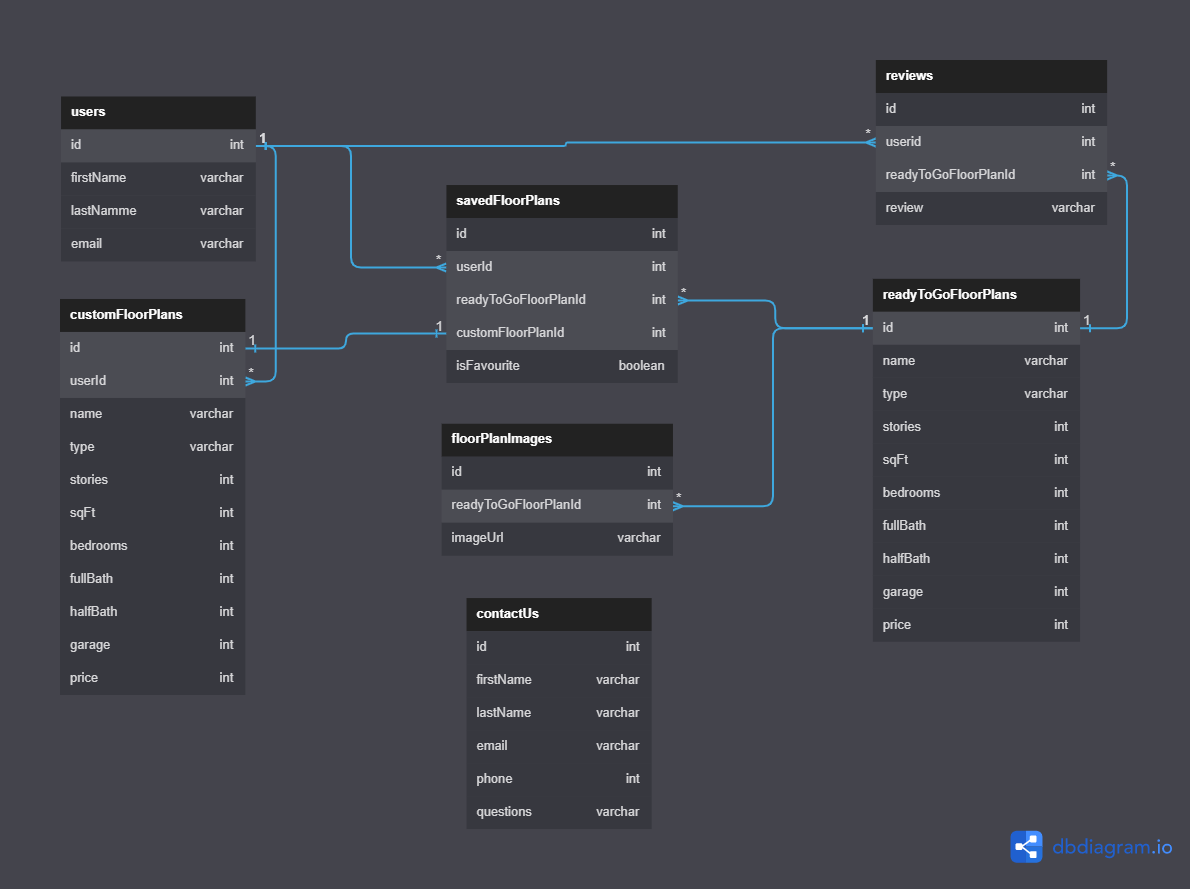 users
id int
firstName varchar
lastNamme varchar
email varchar
1
customFloorPlans
id int
userId int
name varchar
type varchar
stories int
sqFt int
bedrooms int
fullBath int
halfBath int
garage int
price int
1
*
savedFloorPlans
id int
userId int
readyToGoFloorPlanId int
customFloorPlanId int
isFavourite boolean
*
*
1
floorPlanImages
id int
readyToGoFloorPlanId int
imageUrl varchar
*
contactUs
id int
firstName varchar
lastName varchar
email varchar
phone int
questions varchar
reviews
id int
userid int
readyToGoFloorPlanId int
review varchar
*
*
readyToGoFloorPlans
id int
name varchar
type varchar
stories int
sqFt int
bedrooms int
fullBath int
halfBath int
garage int
price int
1
1
dbdiagram.io